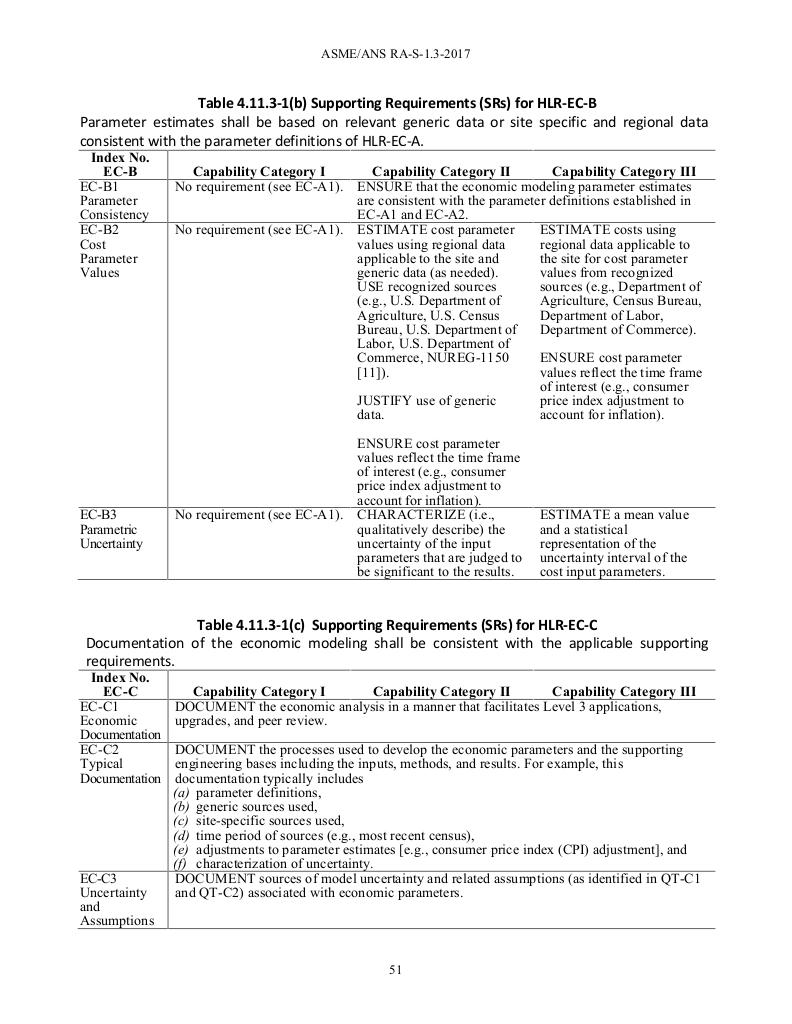 ASME/ANS RA-S-1.3-2017
Table 4.11.3-1(b) Supporting Requirements (SRs) for HLR-EC-B
Parameter estimates shall be based on relevant generic data or site specific and regional data
consistent with the parameter definitions of HLR-EC-A.
Index No.
EC-B
Capability Category I
Capability Category II
Capability Category III
EC-B1
Parameter
Consistency
No requirement (see EC-A1).
ENSURE that the economic modeling parameter estimates
are consistent with the parameter definitions established in
EC-A1 and EC-A2.
EC-B2
Cost
Parameter
Values
No requirement (see EC-A1).
ESTIMATE cost parameter
values using regional data
applicable to the site and
generic data (as needed).
USE recognized sources
(e.g., U.S. Department of
Agriculture, U.S. Census
Bureau, U.S. Department of
Labor, U.S. Department of
Commerce, NUREG-1150
[11]).
JUSTIFY use of generic
data.
ENSURE cost parameter
values reflect the time frame
of interest (e.g., consumer
price index adjustment to
account for inflation).
ESTIMATE costs using
regional data applicable to
the site for cost parameter
values from recognized
sources (e.g., Department of
Agriculture, Census Bureau,
Department of Labor,
Department of Commerce).
ENSURE cost parameter
values reflect the time frame
of interest (e.g., consumer
price index adjustment to
account for inflation).
EC-B3
Parametric
Uncertainty
No requirement (see EC-A1).
CHARACTERIZE (i.e.,
qualitatively describe) the
uncertainty of the input
parameters that are judged to
be significant to the results.
ESTIMATE a mean value
and a statistical
representation of the
uncertainty interval of the
cost input parameters.
Table 4.11.3-1(c) Supporting Requirements (SRs) for HLR-EC-C
Documentation of the economic modeling shall be consistent with the applicable supporting
requirements.
Index No.
EC-C
Capability Category I
Capability Category II
Capability Category III
EC-C1
Economic
Documentation
DOCUMENT the economic analysis in a manner that facilitates Level 3 applications,
upgrades, and peer review.
EC-C2
Typical
Documentation
DOCUMENT the processes used to develop the economic parameters and the supporting
engineering bases including the inputs, methods, and results. For example, this
documentation typically includes
(a) parameter definitions,
(b) generic sources used,
(c) site-specific sources used,
(d) time period of sources (e.g., most recent census),
(e) adjustments to parameter estimates [e.g., consumer price index (CPI) adjustment], and
(f) characterization of uncertainty.
EC-C3
Uncertainty
and
Assumptions
DOCUMENT sources of model uncertainty and related assumptions (as identified in QT-C1
and QT-C2) associated with economic parameters.
51